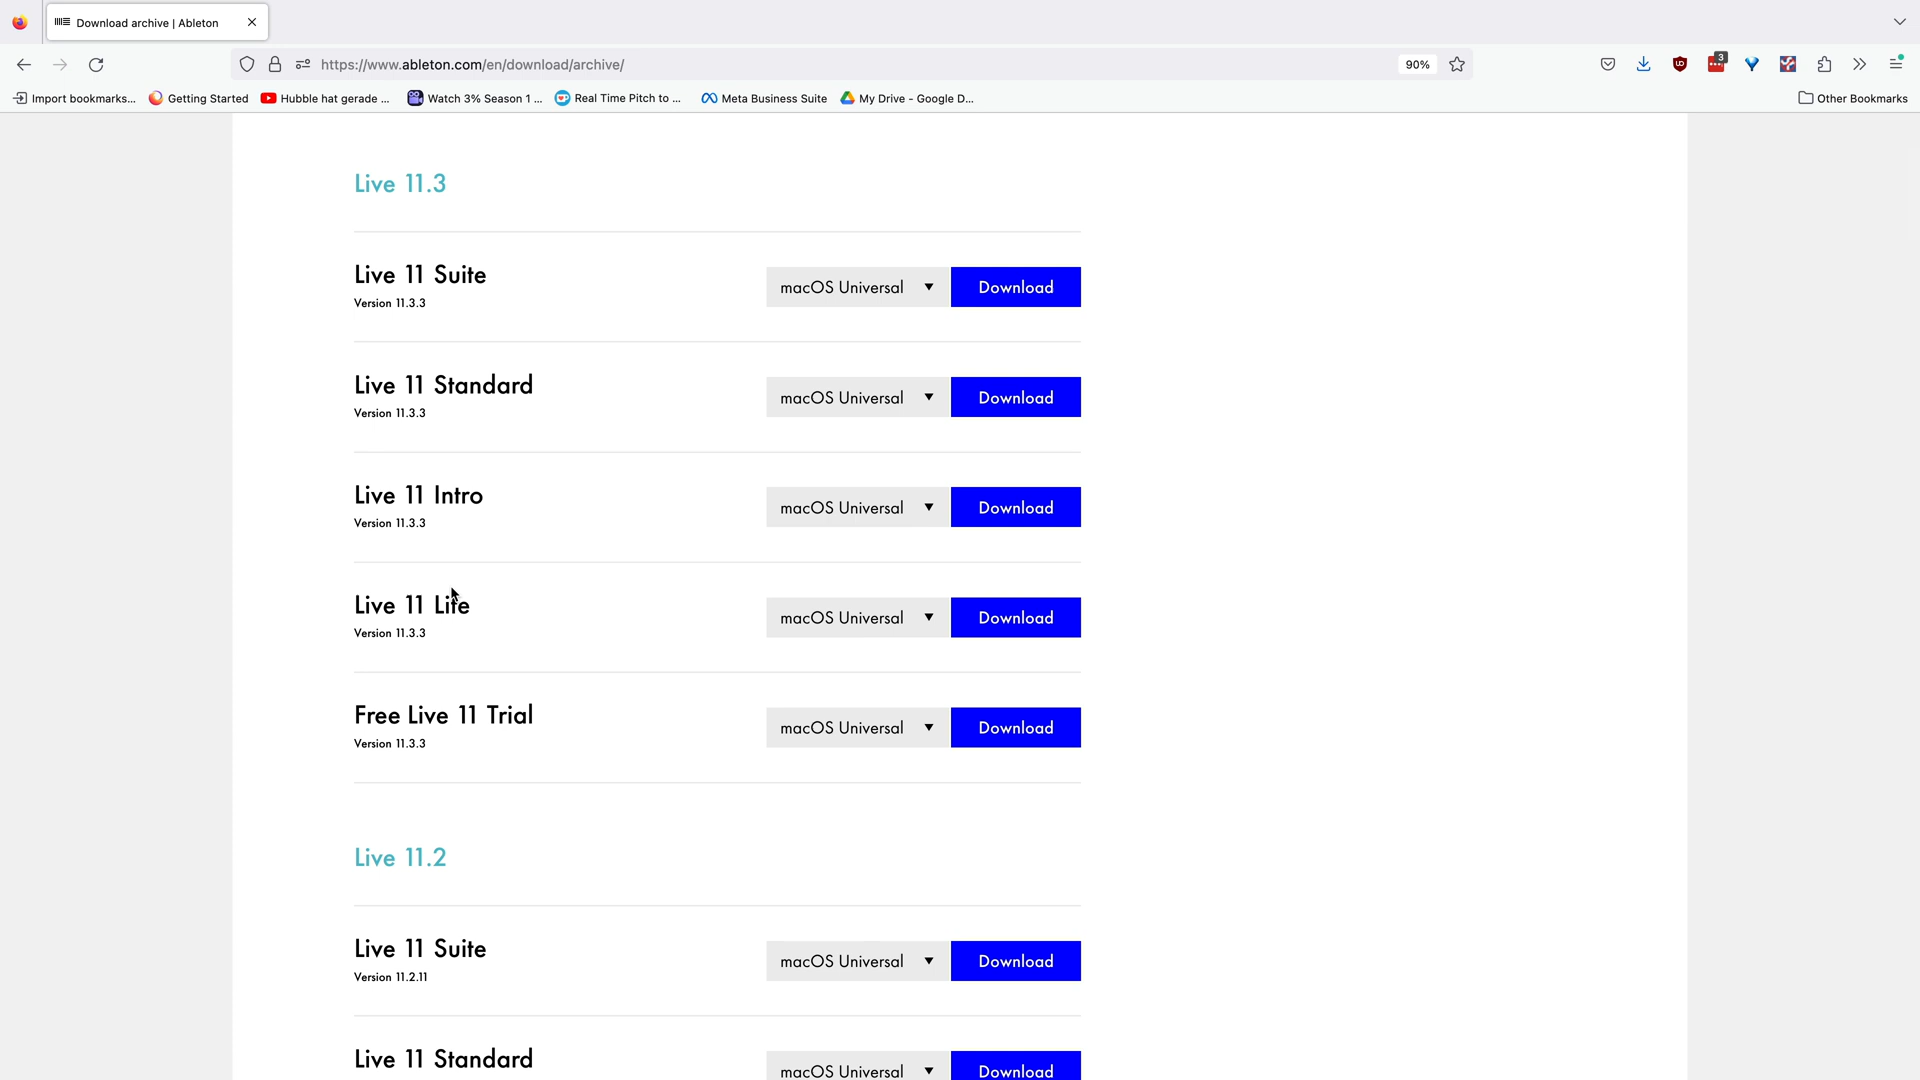 Download archive | Ableton
https://www.ableton.com/en/download/archive/
90%
3
Import bookmarks...
Getting Started
Hubble hat gerade ...
Watch 3% Season 1 ...
Real Time Pitch to ...
Meta Business Suite
My Drive - Google D...
Other Bookmarks
Live 11.3
Live 11 Suite
Version 11.3.3
macOS Universal
Download
Live 11 Standard
Version 11.3.3
macOS Universal
Download
Live 11 Intro
Version 11.3.3
macOS Universal
Download
Live 11 Lite
Version 11.3.3
macOS Universal
Download
Free Live 11 Trial
Version 11.3.3
macOS Universal
Download
Live 11.2
Live 11 Suite
Version 11.2.11
macOS Universal
Download
Live 11 Standard
macOS Universal
Download